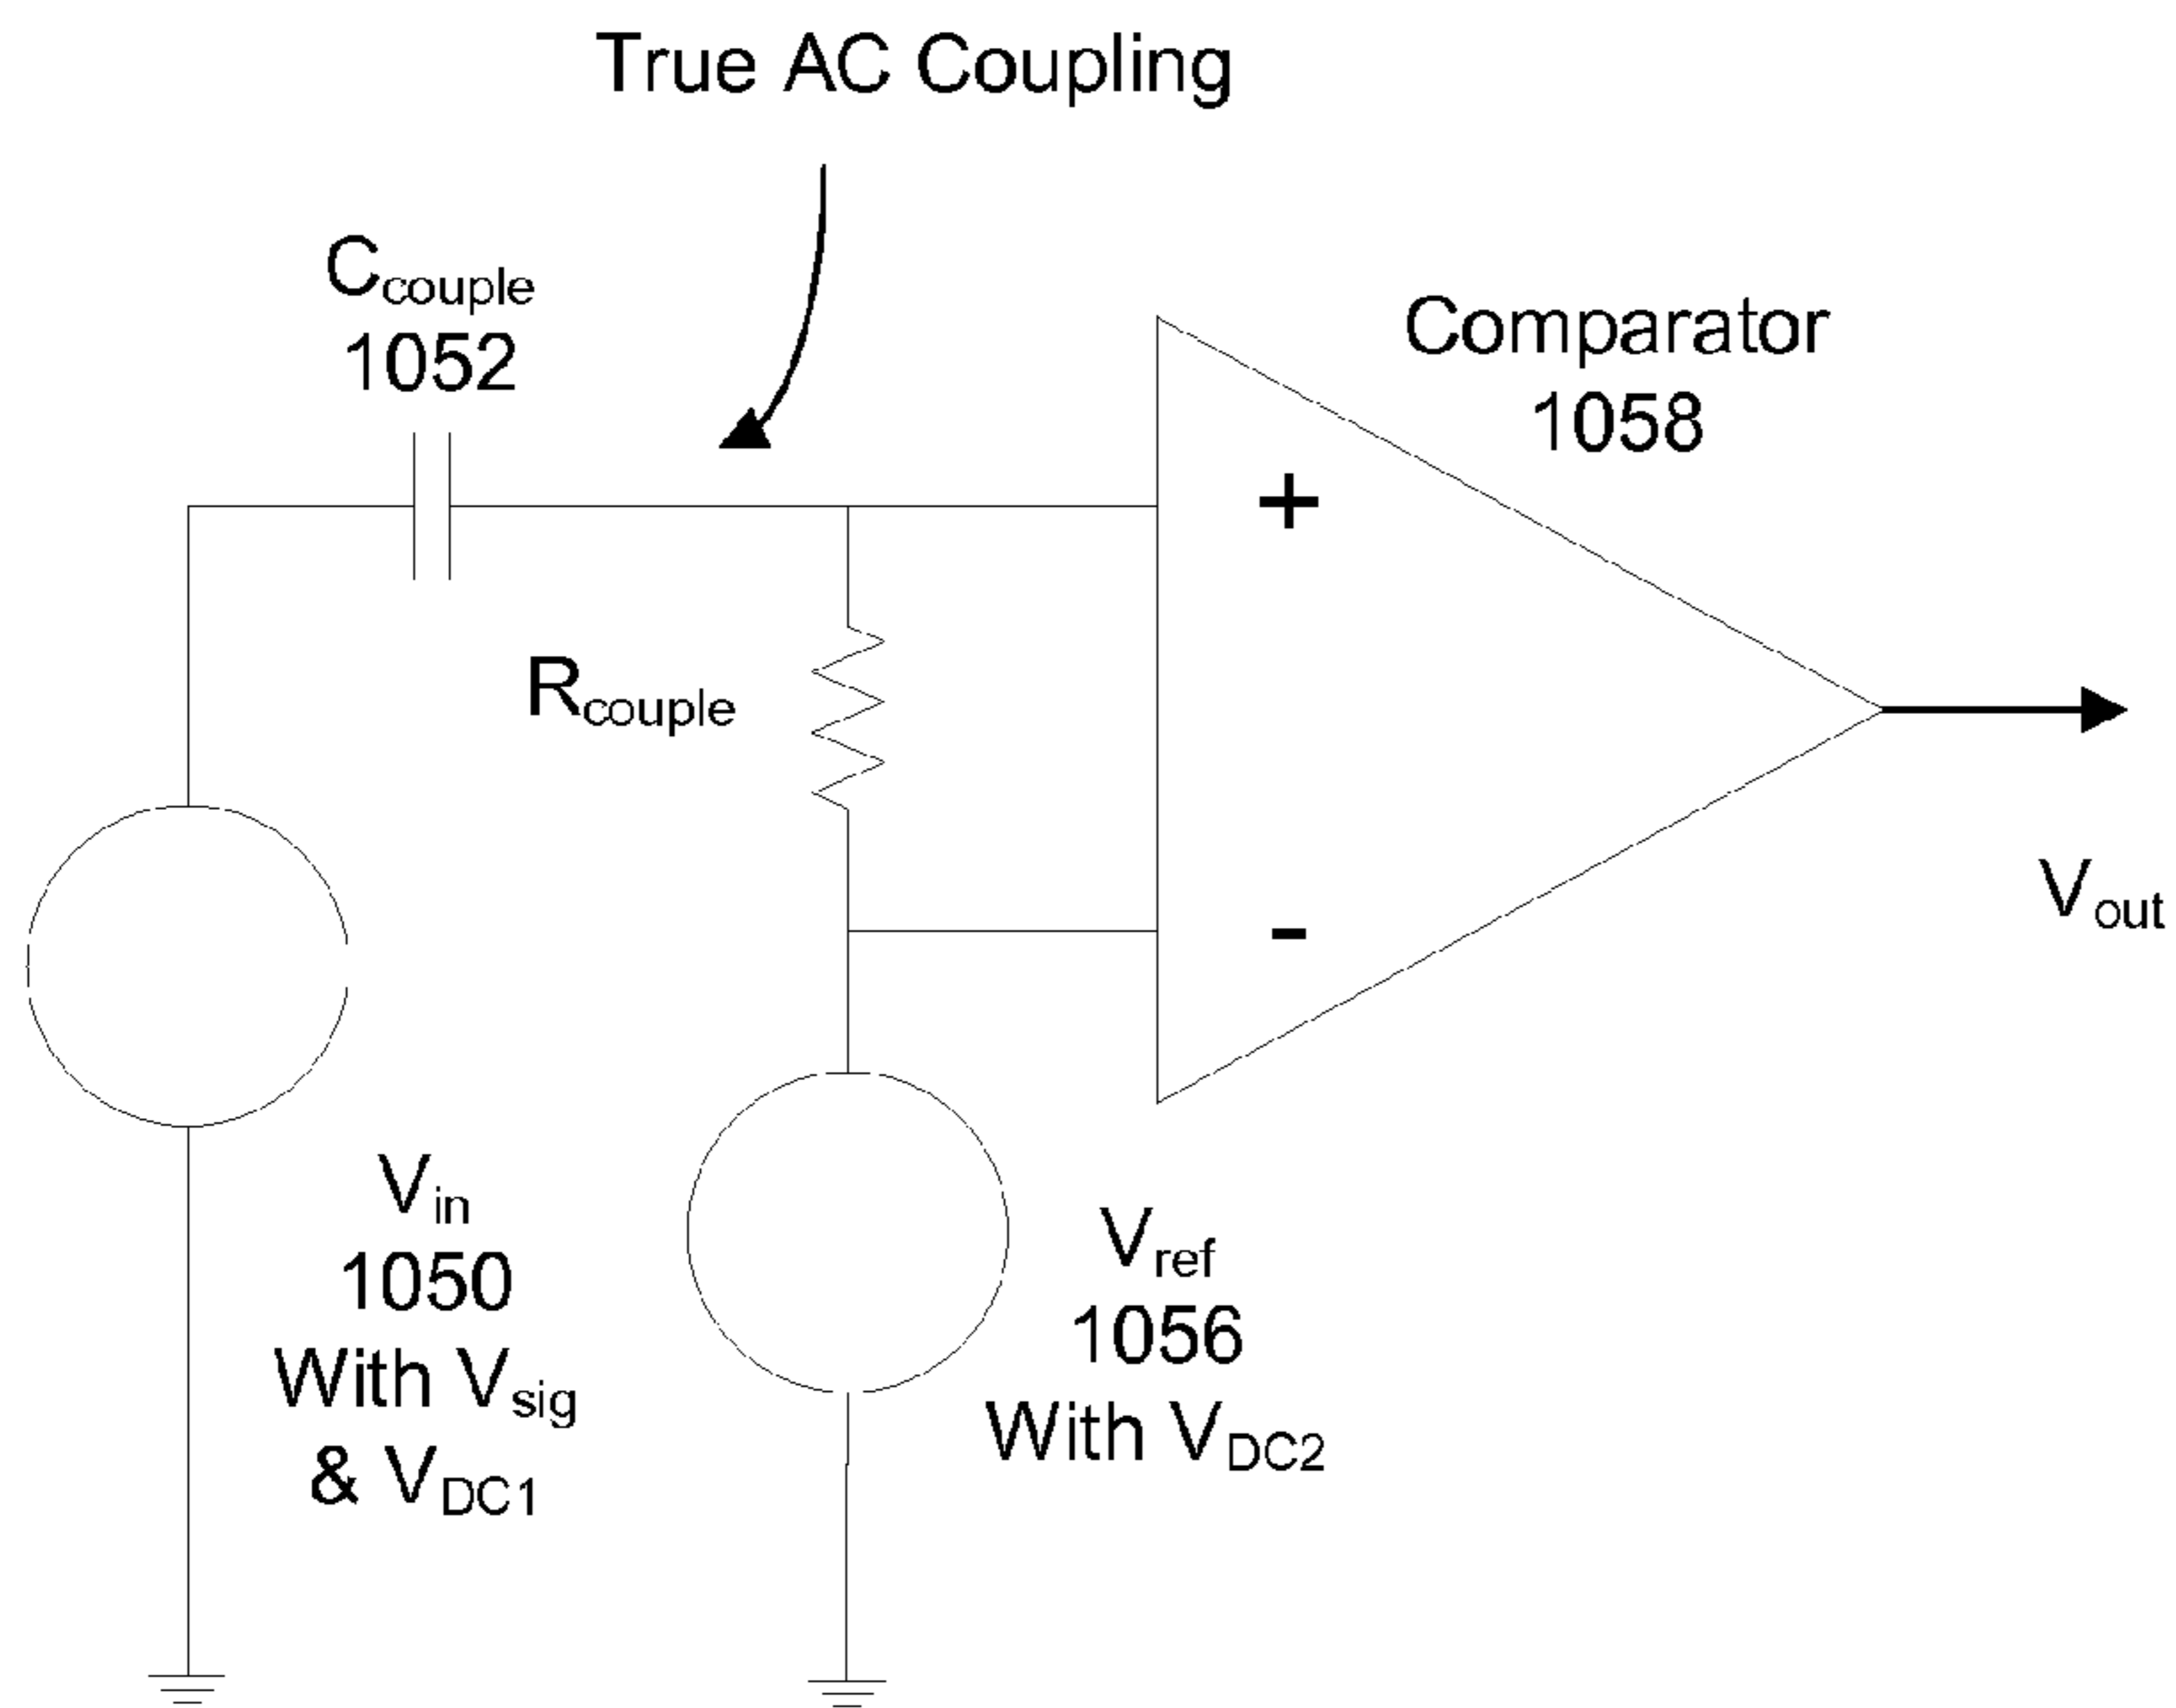 True AC Coupling
Ccouple
1052
Comparator
1058
+
Rcouple
-
Vout
Vin
1050
With Vsig
& VDC1
Vref
1056
With VDC2